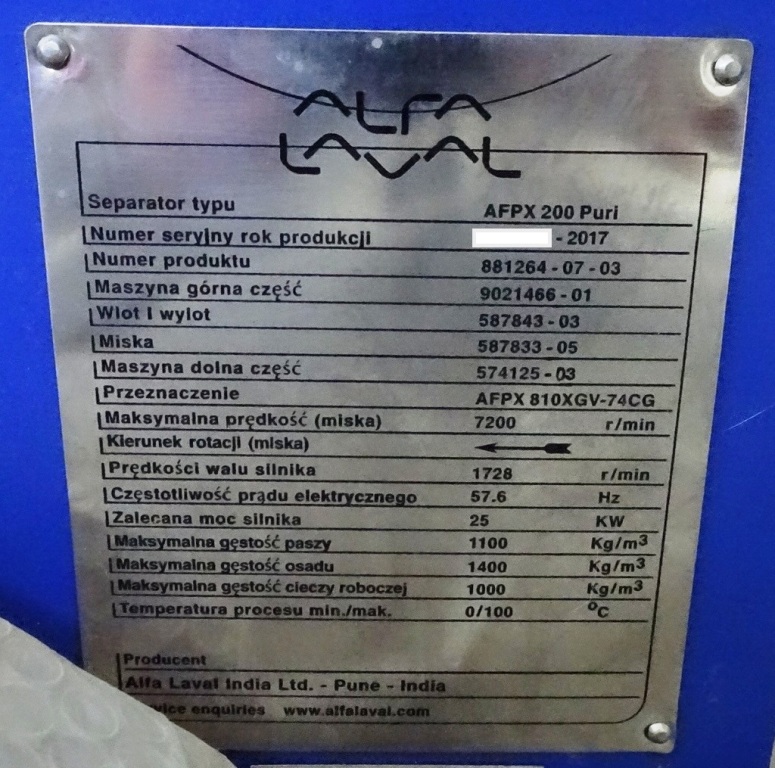 ALFA
LAVAL
Separator typu AFPX 200 Puri
Numer seryjny rok produkcji - 2017
Numer produktu 881264 - 07 - 03
Maszyna górna część 9021466 - 01
Wlot i wylot 587843 - 03
Miska 587833 - 05
Maszyna dolna część 574125 - 03
Przeznaczenie AFPX 810XGV-74CG
Maksymalna prędkość (miska) 7200 r/min
Kierunek rotacji (miska)
Prędkości walu silnika 1728 r/min
Częstotliwość prądu elektrycznego 57.6 Hz
Zalecana moc silnika 25 KW
Maksymalna gęstość paszy 1100 Kg/m³
Maksymalna gęstość osadu 1400 Kg/m³
Maksymalna gęstość cieczy roboczej 1000 Kg/m³
Temperatura procesu min./mak. 0/100 °C
Producent
Alfa Laval India Ltd. - Pune - India
enquiries www.alfalaval.com